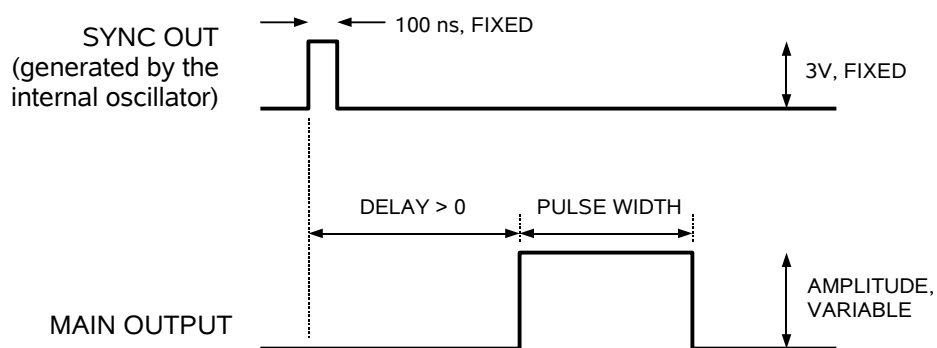 100 ns, FIXED
SYNC OUT
(generated by the
internal oscillator)
3V, FIXED
DELAY > 0
PULSE WIDTH
AMPLITUDE,
VARIABLE
MAIN OUTPUT